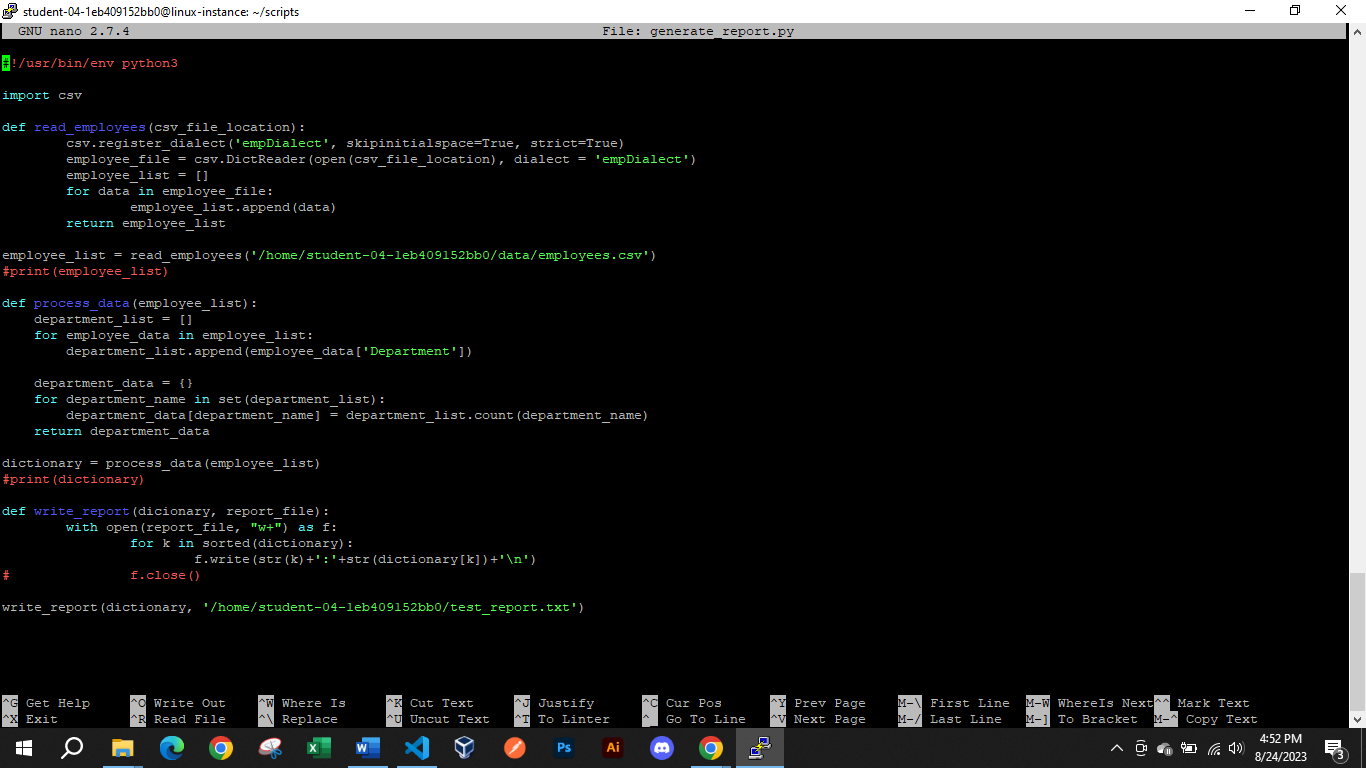 student-04-1eb409152bb0@linux-instance: ~/scripts
GNU nano 2.7.4 File: generate_report.py
#!/usr/bin/env python3
import csv
def read_employees(csv_file_location):
csv.register_dialect('empDialect', skipinitialspace=True, strict=True)
employee_file = csv.DictReader(open(csv_file_location), dialect = 'empDialect')
employee_list = []
for data in employee_file:
employee_list.append(data)
return employee_list
employee_list = read_employees('/home/student-04-1eb409152bb0/data/employees.csv')
#print(employee_list)
def process_data(employee_list):
department_list = []
for employee_data in employee_list:
department_list.append(employee_data['Department'])
department_data = {}
for department_name in set(department_list):
department_data[department_name] = department_list.count(department_name)
return department_data
dictionary = process_data(employee_list)
#print(dictionary)
def write_report(dicionary, report_file):
with open(report_file, "w+") as f:
for k in sorted(dictionary):
f.write(str(k)+':'+str(dictionary[k])+'\n')
# f.close()
write_report(dictionary, '/home/student-04-1eb409152bb0/test_report.txt')
^G Get Help ^O Write Out ^W Where Is ^K Cut Text ^J Justify ^C Cur Pos ^Y Prev Page M-\ First Line M-W WhereIs Next ^^ Mark Text
^X Exit ^R Read File ^\ Replace ^U Uncut Text ^T To Linter ^_ Go To Line ^V Next Page M-/ Last Line M-] To Bracket M-^ Copy Text
Ps Ai
4:52 PM
8/24/2023
3